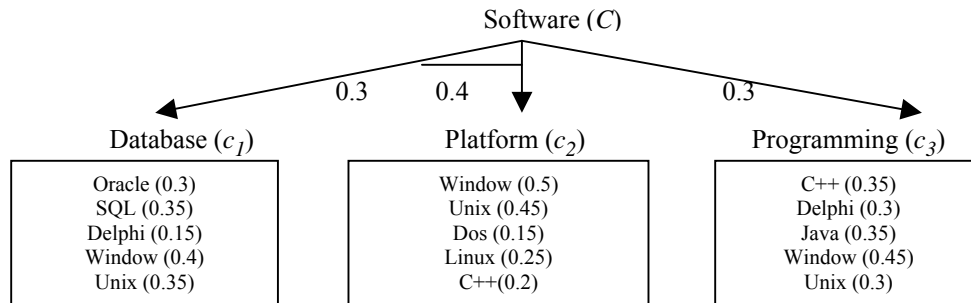 Software (C)
0.3
0.4
0.3
Database (c1)
Platform (c2)
Programming (c3)
Oracle (0.3)
SQL (0.35)
Delphi (0.15)
Window (0.4)
Unix (0.35)
Window (0.5)
Unix (0.45)
Dos (0.15)
Linux (0.25)
C++(0.2)
C++ (0.35)
Delphi (0.3)
Java (0.35)
Window (0.45)
Unix (0.3)